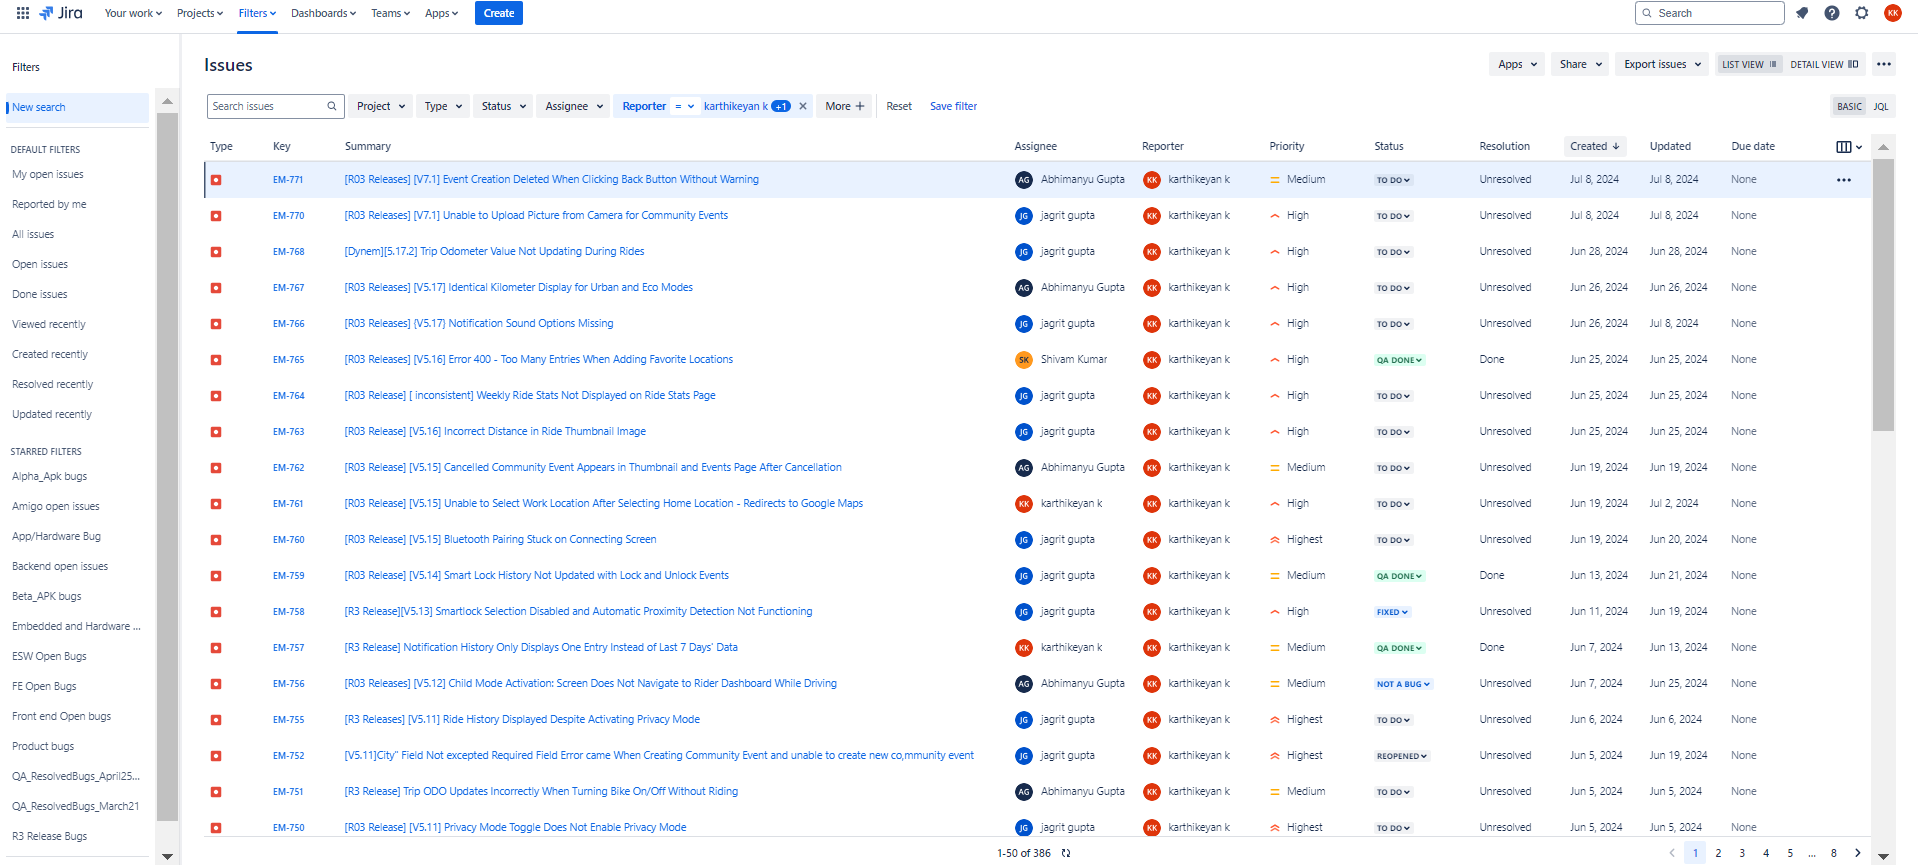 Jira Your work Projects Filters Dashboards Teams Apps Create Search KK
Filters
New search
DEFAULT FILTERS
My open issues
Reported by me
All issues
Open issues
Done issues
Viewed recently
Created recently
Resolved recently
Updated recently
STARRED FILTERS
Alpha_Apk bugs
Amigo open issues
App/Hardware Bug
Backend open issues
Beta_APK bugs
Embedded and Hardware ...
ESW Open Bugs
FE Open Bugs
Front end Open bugs
Product bugs
QA_ResolvedBugs_April25...
QA_ResolvedBugs_March21
R3 Release Bugs
Issues Apps Share Export issues LIST VIEW DETAIL VIEW
Search issues Project Type Status Assignee Reporter = karthikeyan k +1 More + Reset Save filter BASIC JQL
Type Key Summary Assignee Reporter Priority Status Resolution Created Updated Due date
EM-771 [R03 Releases] [V7.1] Event Creation Deleted When Clicking Back Button Without Warning AG Abhimanyu Gupta KK karthikeyan k Medium TO DO Unresolved Jul 8, 2024 Jul 8, 2024 None
EM-770 [R03 Releases] [V7.1] Unable to Upload Picture from Camera for Community Events JG jagrit gupta KK karthikeyan k High TO DO Unresolved Jul 8, 2024 Jul 8, 2024 None
EM-768 [Dynem][5.17.2] Trip Odometer Value Not Updating During Rides JG jagrit gupta KK karthikeyan k High TO DO Unresolved Jun 28, 2024 Jun 28, 2024 None
EM-767 [R03 Releases] [V5.17] Identical Kilometer Display for Urban and Eco Modes AG Abhimanyu Gupta KK karthikeyan k High TO DO Unresolved Jun 26, 2024 Jun 26, 2024 None
EM-766 [R03 Releases] (V5.17) Notification Sound Options Missing JG jagrit gupta KK karthikeyan k High TO DO Unresolved Jun 26, 2024 Jul 8, 2024 None
EM-765 [R03 Releases] [V5.16] Error 400 - Too Many Entries When Adding Favorite Locations SK Shivam Kumar KK karthikeyan k High QA DONE Done Jun 25, 2024 Jun 25, 2024 None
EM-764 [R03 Release] [ inconsistent] Weekly Ride Stats Not Displayed on Ride Stats Page JG jagrit gupta KK karthikeyan k High TO DO Unresolved Jun 25, 2024 Jun 25, 2024 None
EM-763 [R03 Release] [V5.16] Incorrect Distance in Ride Thumbnail Image JG jagrit gupta KK karthikeyan k High TO DO Unresolved Jun 25, 2024 Jun 25, 2024 None
EM-762 [R03 Release] [V5.15] Cancelled Community Event Appears in Thumbnail and Events Page After Cancellation AG Abhimanyu Gupta KK karthikeyan k Medium TO DO Unresolved Jun 19, 2024 Jun 19, 2024 None
EM-761 [R03 Release] [V5.15] Unable to Select Work Location After Selecting Home Location - Redirects to Google Maps KK karthikeyan k KK karthikeyan k High TO DO Unresolved Jun 19, 2024 Jul 2, 2024 None
EM-760 [R03 Release] [V5.15] Bluetooth Pairing Stuck on Connecting Screen JG jagrit gupta KK karthikeyan k Highest TO DO Unresolved Jun 19, 2024 Jun 20, 2024 None
EM-759 [R03 Release] [V5.14] Smart Lock History Not Updated with Lock and Unlock Events JG jagrit gupta KK karthikeyan k Medium QA DONE Done Jun 13, 2024 Jun 21, 2024 None
EM-758 [R3 Release][V5.13] Smartlock Selection Disabled and Automatic Proximity Detection Not Functioning JG jagrit gupta KK karthikeyan k High FIXED Unresolved Jun 11, 2024 Jun 19, 2024 None
EM-757 [R3 Release] Notification History Only Displays One Entry Instead of Last 7 Days' Data KK karthikeyan k KK karthikeyan k Medium QA DONE Done Jun 7, 2024 Jun 13, 2024 None
EM-756 [R03 Releases] [V5.12] Child Mode Activation: Screen Does Not Navigate to Rider Dashboard While Driving AG Abhimanyu Gupta KK karthikeyan k Medium NOT A BUG Unresolved Jun 7, 2024 Jun 25, 2024 None
EM-755 [R3 Releases] [V5.11] Ride History Displayed Despite Activating Privacy Mode JG jagrit gupta KK karthikeyan k Highest TO DO Unresolved Jun 6, 2024 Jun 6, 2024 None
EM-752 [V5.11]City" Field Not excepted Required Field Error came When Creating Community Event and unable to create new co,mmunity event JG jagrit gupta KK karthikeyan k Highest REOPENED Unresolved Jun 5, 2024 Jun 19, 2024 None
EM-751 [R3 Release] Trip ODO Updates Incorrectly When Turning Bike On/Off Without Riding AG Abhimanyu Gupta KK karthikeyan k Medium TO DO Unresolved Jun 5, 2024 Jun 5, 2024 None
EM-750 [R03 Release] [V5.11] Privacy Mode Toggle Does Not Enable Privacy Mode JG jagrit gupta KK karthikeyan k Highest TO DO Unresolved Jun 5, 2024 Jun 5, 2024 None
1-50 of 386 1 2 3 4 5 ... 8